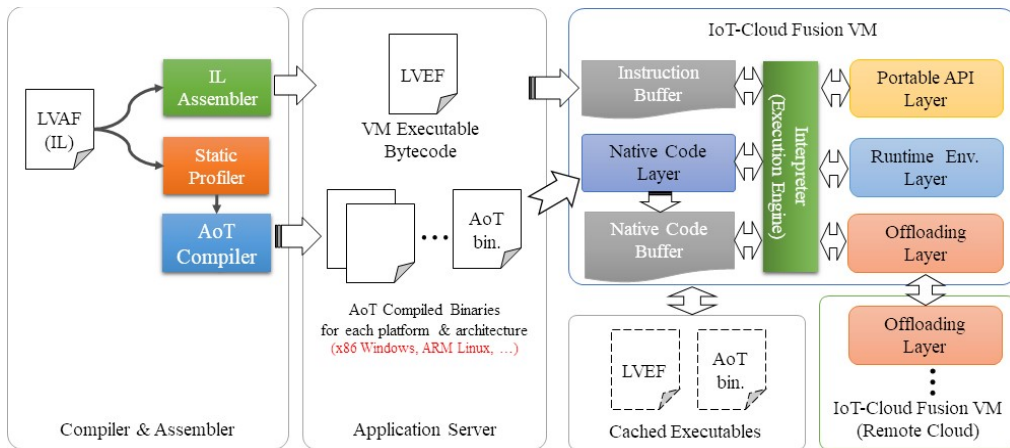 LVAF
(IL)
IL
Assembler
Static
Profiler
AoT
Compiler
Compiler & Assembler
LVEF
VM Executable
Bytecode
AoT
bin.
AoT Compiled Binaries
for each platform & architecture
(x86 Windows, ARM Linux, …)
Application Server
IoT-Cloud Fusion VM
Instruction
Buffer
Native Code
Layer
Native Code
Buffer
Interpreter
(Execution Engine)
Portable API
Layer
Runtime Env.
Layer
Offloading
Layer
LVEF
AoT
bin.
Cached Executables
Offloading
Layer
IoT-Cloud Fusion VM
(Remote Cloud)